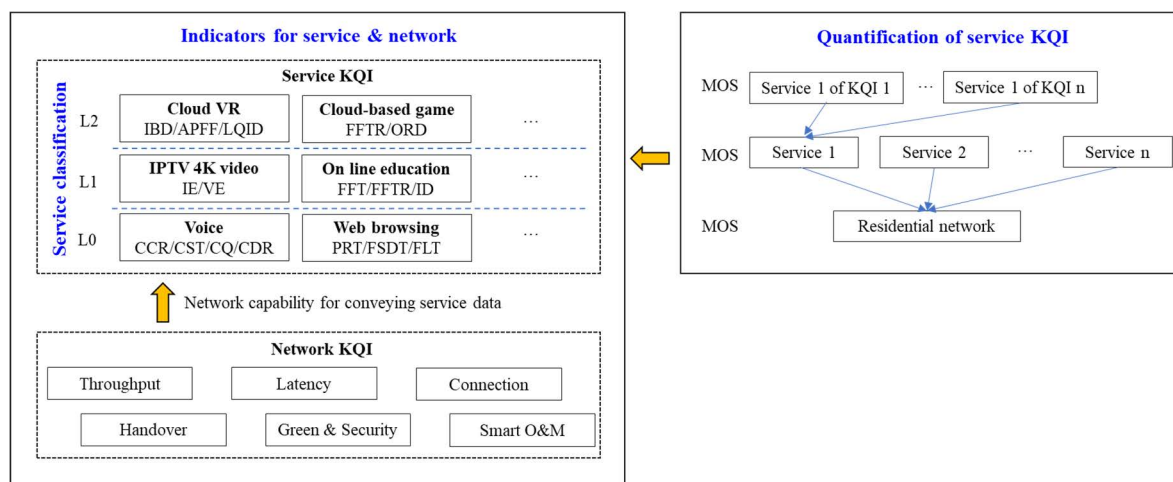 Indicators for service & network
Service KQI
Service classification
L2
Cloud VR
IBD/APFF/LQID
Cloud-based game
FFTR/ORD
...
L1
IPTV 4K video
IE/VE
On line education
FFT/FFTR/ID
...
L0
Voice
CCR/CST/CQ/CDR
Web browsing
PRT/FSDT/FLT
...
Network capability for conveying service data
Network KQI
Throughput
Latency
Connection
Handover
Green & Security
Smart O&M
Quantification of service KQI
MOS
Service 1 of KQI 1
...
Service 1 of KQI n
MOS
Service 1
Service 2
...
Service n
MOS
Residential network